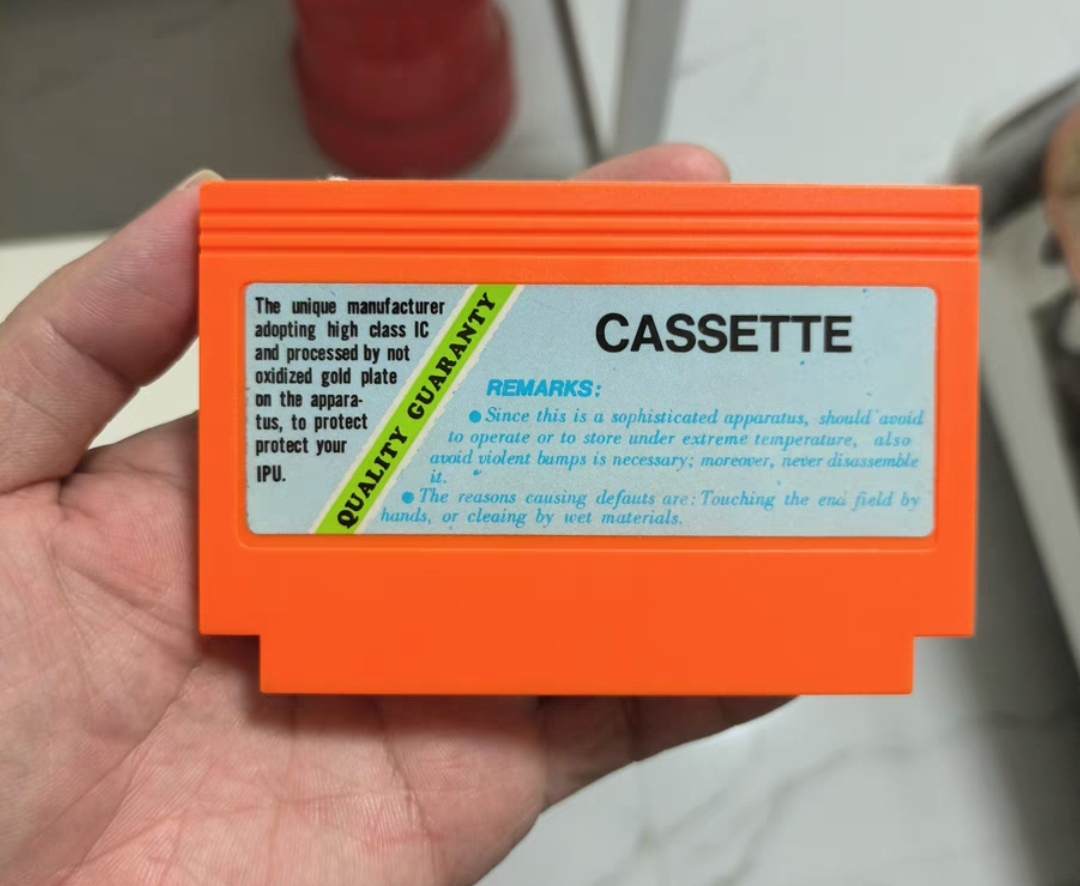 The unique manufacturer
adopting high class IC
and processed by not
oxidized gold plate
on the appara-
tus, to protect
protect your
IPU.
QUALITY GUARANTY
CASSETTE
REMARKS:
●Since this is a sophisticated apparatus, should avoid
to operate or to store under extreme temperature, also
avoid violent bumps is necessary; moreover, never disassemble
it.
●The reasons causing defauts are: Touching the end field by
hands, or cleaing by wet materials.